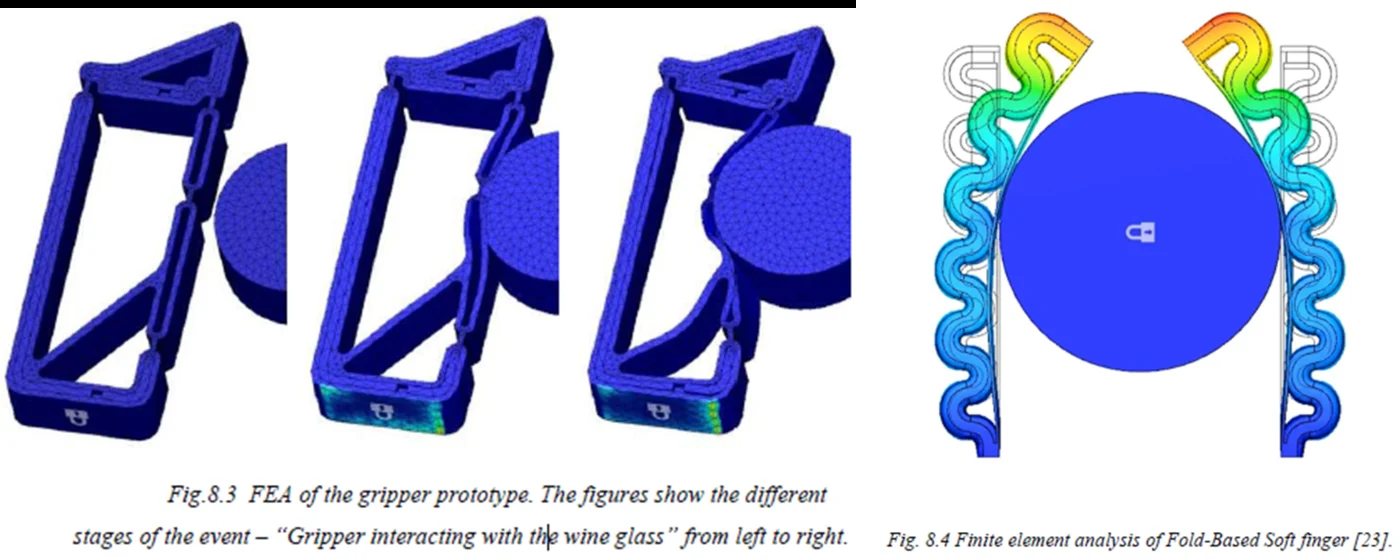 Fig.8.3 FEA of the gripper prototype. The figures show the different
stages of the event – “Gripper interacting with the wine glass” from left to right.
Fig. 8.4 Finite element analysis of Fold-Based Soft finger [23].